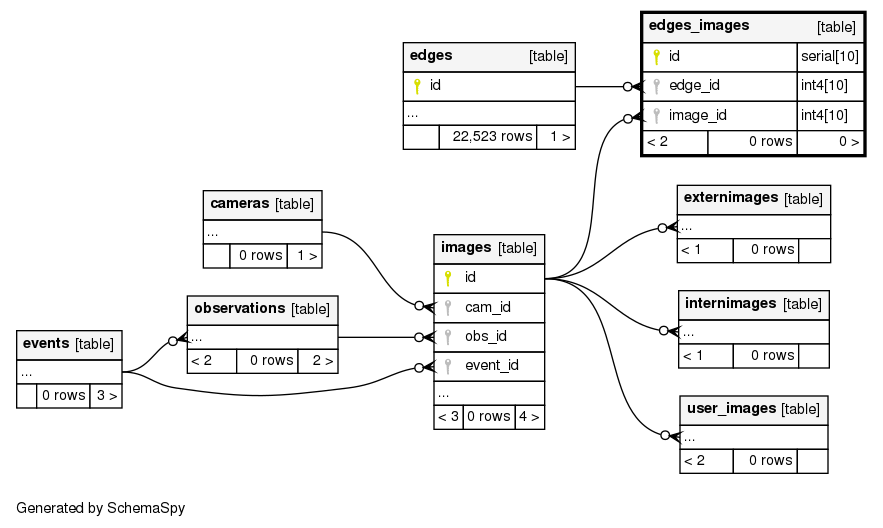 edges_images [table]
id serial[10]
edge_id int4[10]
image_id int4[10]
< 2 0 rows 0 >
edges [table]
id
...
22,523 rows 1 >
externimages [table]
...
< 1 0 rows
cameras [table]
...
0 rows 1 >
images [table]
id
cam_id
obs_id
event_id
...
< 3 0 rows 4 >
observations [table]
...
< 2 0 rows 2 >
internimages [table]
...
< 1 0 rows
events [table]
...
0 rows 3 >
user_images [table]
...
< 2 0 rows
Generated by SchemaSpy